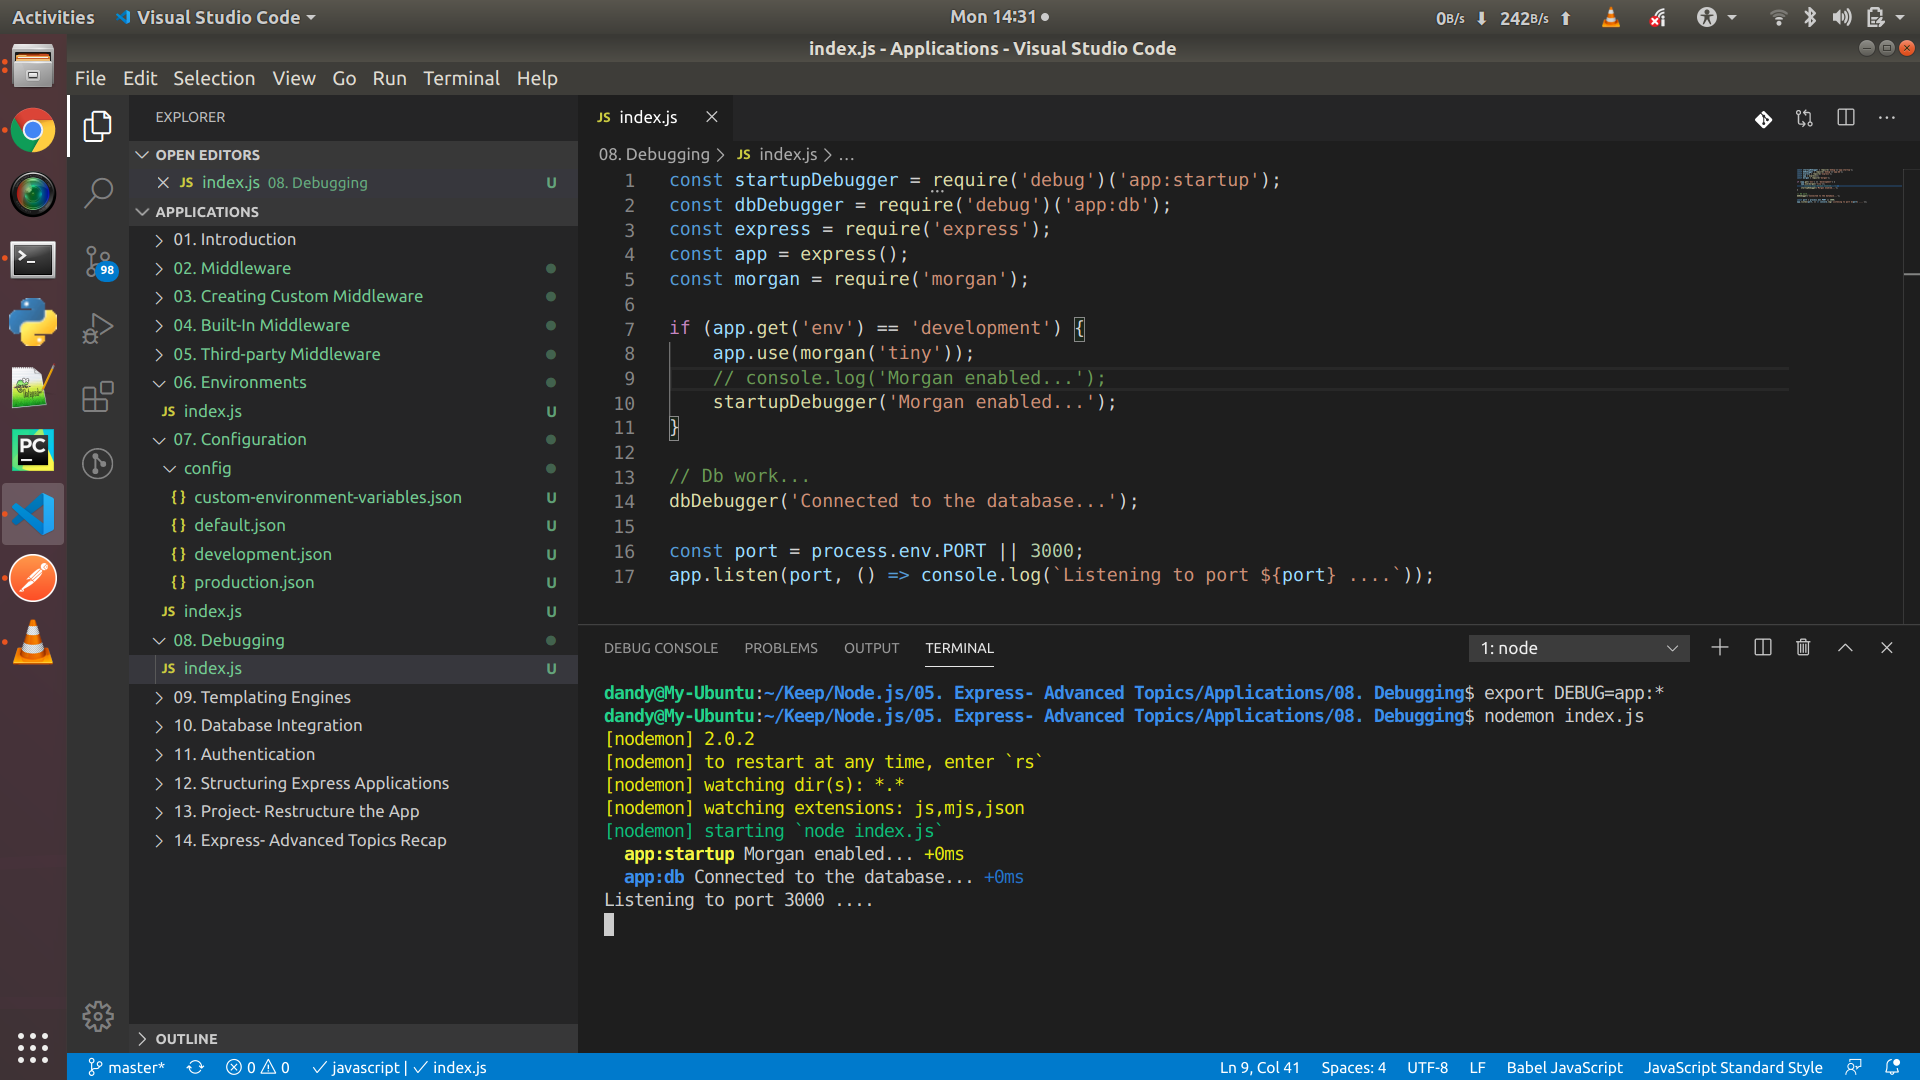 Activities Visual Studio Code Mon 14:31 0B/s 242B/s
index.js - Applications - Visual Studio Code
File Edit Selection View Go Run Terminal Help
EXPLORER
OPEN EDITORS
JS index.js 08. Debugging U
APPLICATIONS
01. Introduction
02. Middleware
03. Creating Custom Middleware
04. Built-In Middleware
05. Third-party Middleware
06. Environments
JS index.js U
07. Configuration
config
{} custom-environment-variables.json U
{} default.json U
{} development.json U
{} production.json U
JS index.js U
08. Debugging
JS index.js U
09. Templating Engines
10. Database Integration
11. Authentication
12. Structuring Express Applications
13. Project- Restructure the App
14. Express- Advanced Topics Recap
OUTLINE
98
PC
JS index.js
08. Debugging > JS index.js > ...
1 const startupDebugger = require('debug')('app:startup');
2 const dbDebugger = require('debug')('app:db');
3 const express = require('express');
4 const app = express();
5 const morgan = require('morgan');
6
7 if (app.get('env') == 'development') {
8 app.use(morgan('tiny'));
9 // console.log('Morgan enabled...');
10 startupDebugger('Morgan enabled...');
11 }
12
13 // Db work...
14 dbDebugger('Connected to the database...');
15
16 const port = process.env.PORT || 3000;
17 app.listen(port, () => console.log(`Listening to port ${port} ....`));
DEBUG CONSOLE PROBLEMS OUTPUT TERMINAL 1: node
dandy@My-Ubuntu:~/Keep/Node.js/05. Express- Advanced Topics/Applications/08. Debugging$ export DEBUG=app:*
dandy@My-Ubuntu:~/Keep/Node.js/05. Express- Advanced Topics/Applications/08. Debugging$ nodemon index.js
[nodemon] 2.0.2
[nodemon] to restart at any time, enter `rs`
[nodemon] watching dir(s): *.*
[nodemon] watching extensions: js,mjs,json
[nodemon] starting `node index.js`
app:startup Morgan enabled... +0ms
app:db Connected to the database... +0ms
Listening to port 3000 ....
master* 0 0 javascript | index.js Ln 9, Col 41 Spaces: 4 UTF-8 LF Babel JavaScript JavaScript Standard Style